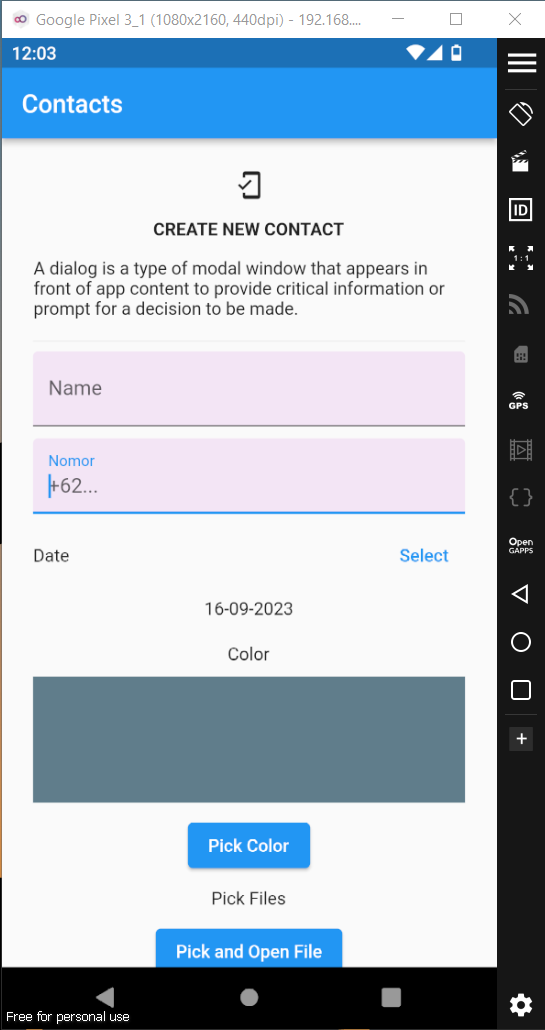 Google Pixel 3_1 (1080x2160, 440dpi) - 192.168....
12:03
Contacts
CREATE NEW CONTACT
A dialog is a type of modal window that appears in
front of app content to provide critical information or
prompt for a decision to be made.
Name
Nomor
+62...
Date
Select
16-09-2023
Color
Pick Color
Pick Files
Pick and Open File
Free for personal use
ID
1:1
GPS
Open
GAPPS